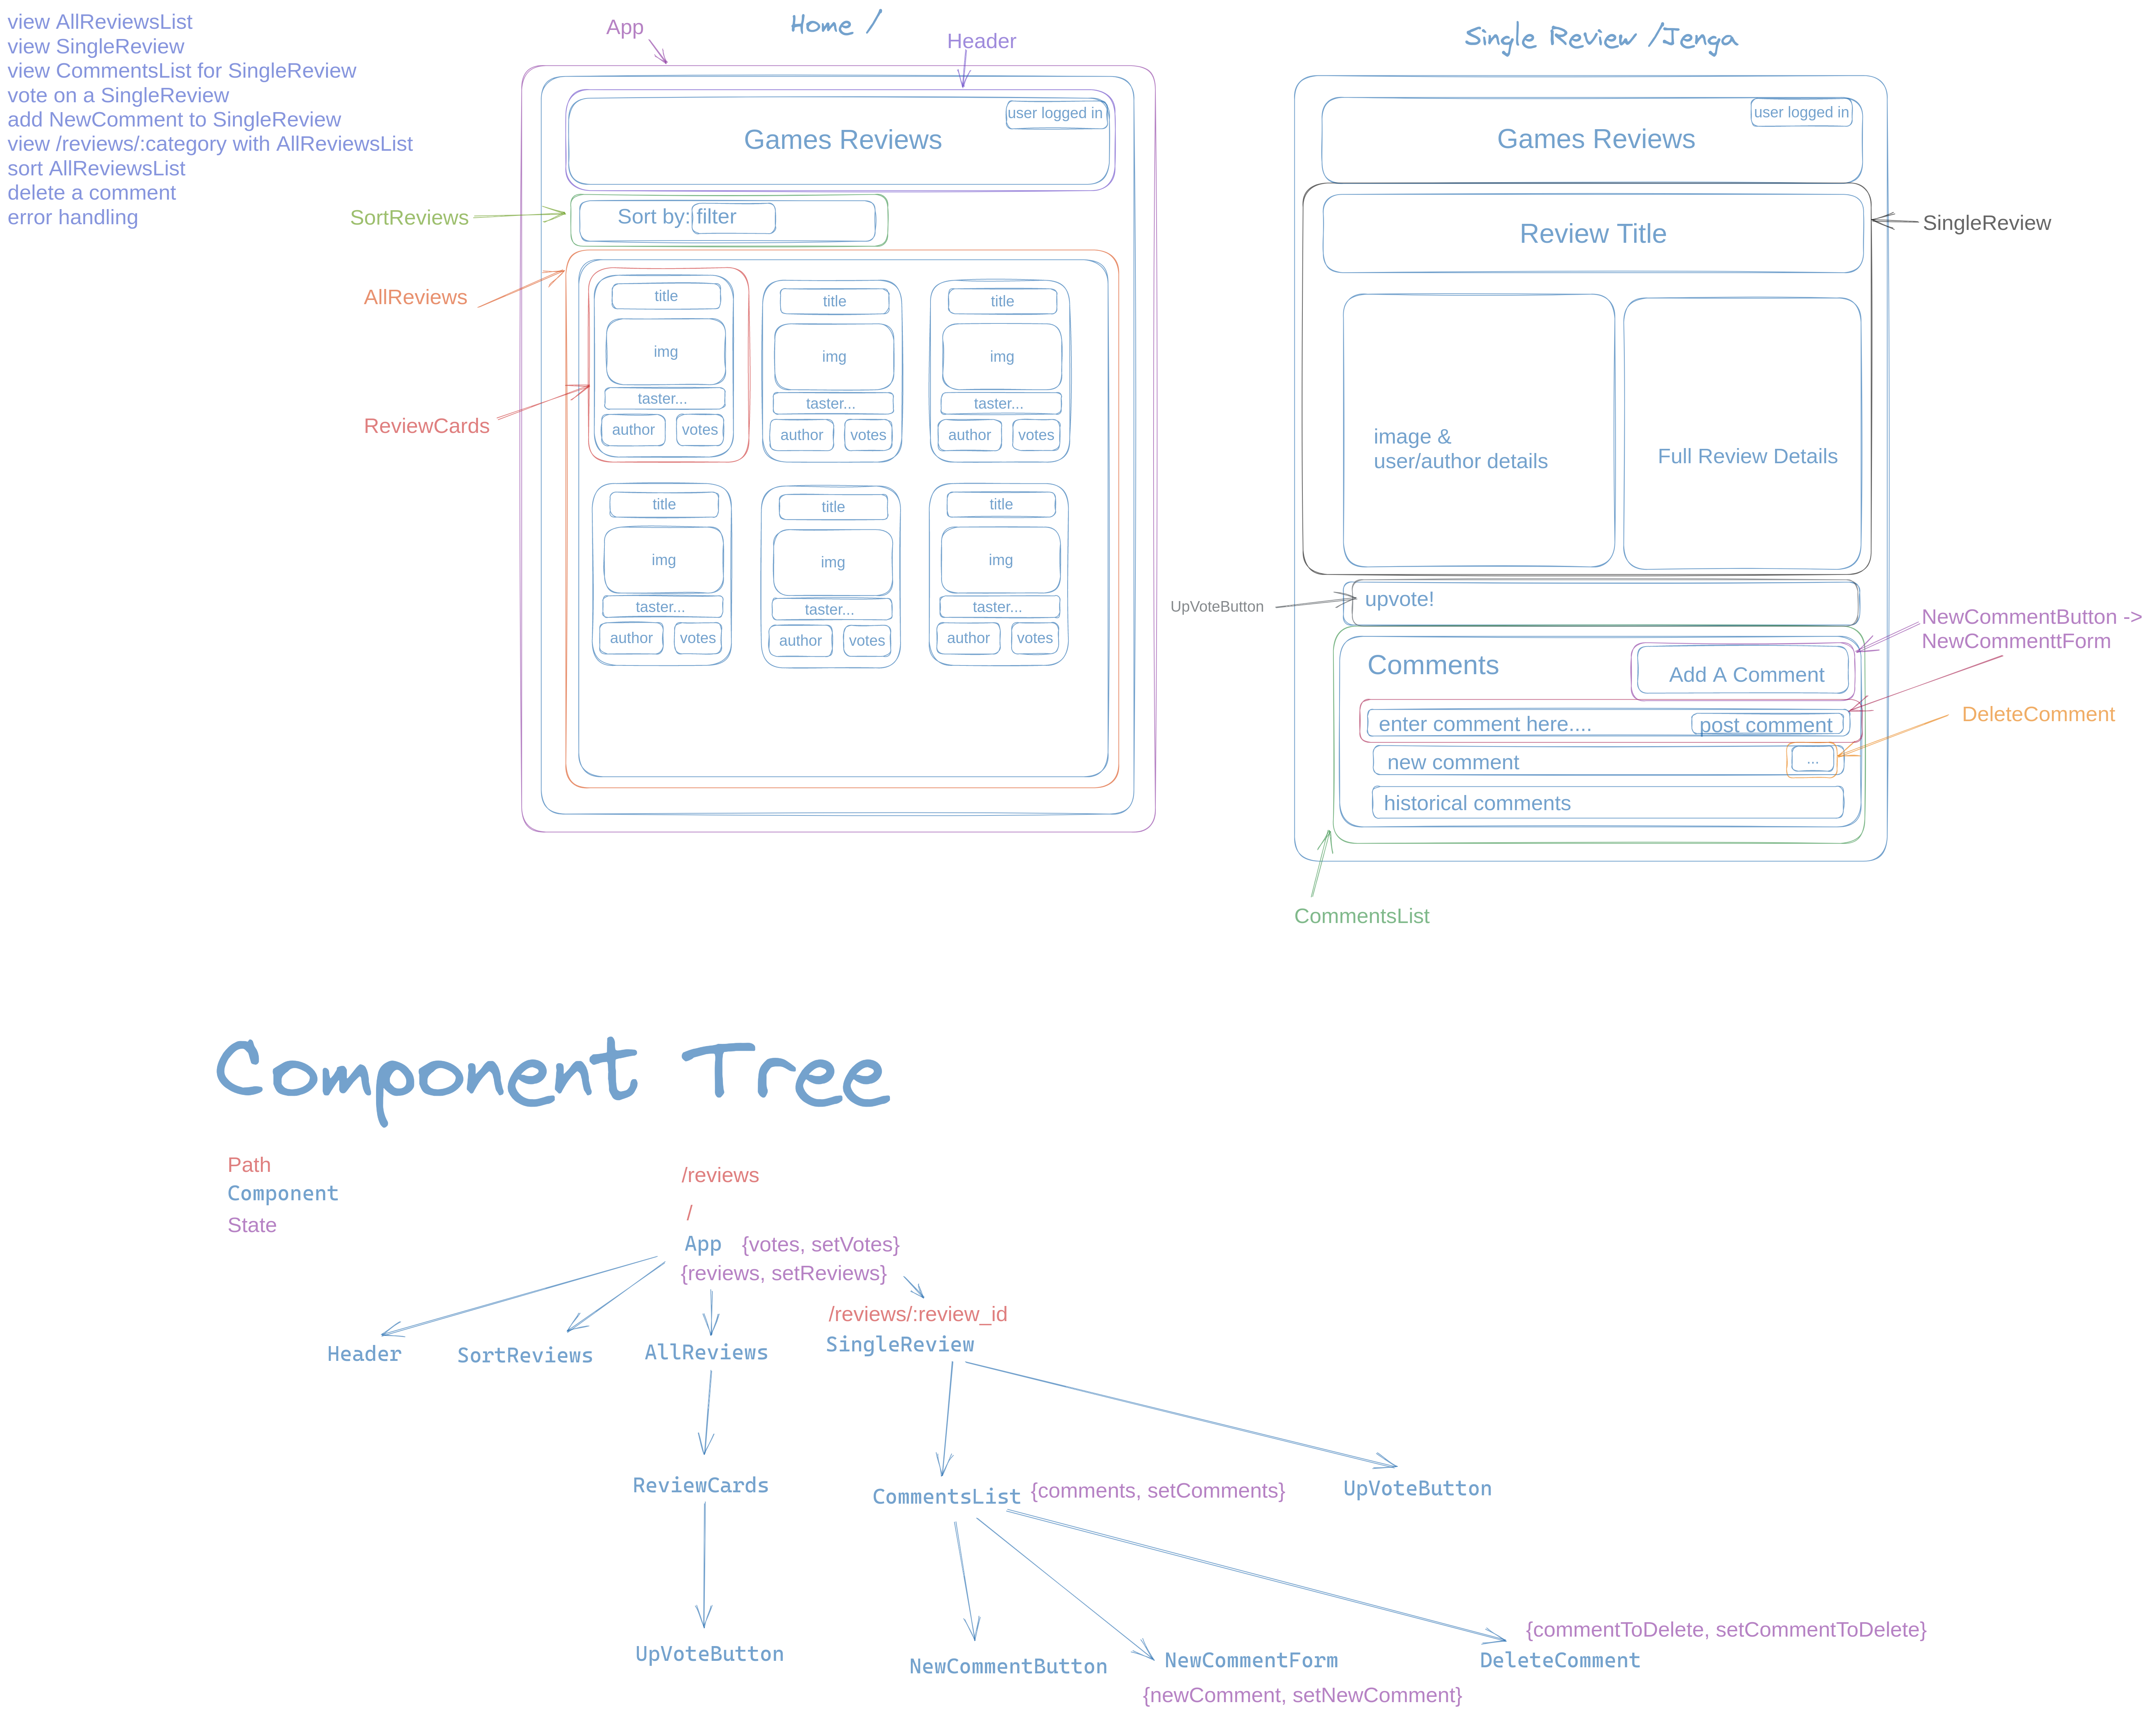 view AllReviewsList
view SingleReview
view CommentsList for SingleReview
vote on a SingleReview
add NewComment to SingleReview
view /reviews/:category with AllReviewsList
sort AllReviewsList
delete a comment
error handling
App
Home /
Header
user logged in
Games Reviews
SortReviews
Sort by: filter
AllReviews
title
title
title
img
img
img
taster...
taster...
taster...
ReviewCards
author
votes
author
votes
author
votes
title
title
title
img
img
img
taster...
taster...
taster...
author
votes
author
votes
author
votes
Single Review /Jenga
user logged in
Games Reviews
Review Title
SingleReview
image &
user/author details
Full Review Details
UpVoteButton
upvote!
NewCommentButton ->
NewCommenttForm
Comments
Add A Comment
enter comment here....
post comment
DeleteComment
new comment
...
historical comments
CommentsList
Component Tree
Path
Component
State
/reviews
/
App
{votes, setVotes}
{reviews, setReviews}
/reviews/:review_id
Header
SortReviews
AllReviews
SingleReview
ReviewCards
CommentsList
{comments, setComments}
UpVoteButton
UpVoteButton
NewCommentButton
NewCommentForm
{newComment, setNewComment}
{commentToDelete, setCommentToDelete}
DeleteComment